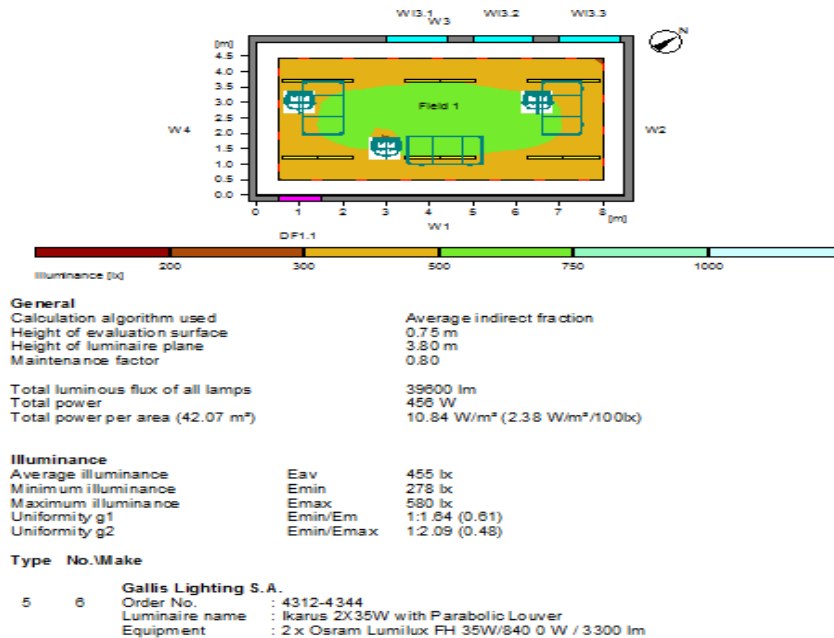 WI3.1 WI3.2 WI3.3
W3
N
[m]
4.5
4.0
3.5
3.0
2.5
2.0
1.5
1.0
0.5
0.0
Field 1
W4
W2
0 1 2 3 4 5 6 7 8 [m]
W1
DF1.1
200 300 500 750 1000
Illuminance [lx]
General
Calculation algorithm used Average indirect fraction
Height of evaluation surface 0.75 m
Height of luminaire plane 3.80 m
Maintenance factor 0.80
Total luminous flux of all lamps 39600 lm
Total power 456 W
Total power per area (42.07 m²) 10.84 W/m² (2.38 W/m²/100lx)
Illuminance
Average illuminance Eav 455 lx
Minimum illuminance Emin 278 lx
Maximum illuminance Emax 580 lx
Uniformity g1 Emin/Em 1:1.64 (0.61)
Uniformity g2 Emin/Emax 1:2.09 (0.48)
Type No.\Make
Gallis Lighting S.A.
5 6 Order No. : 4312-4344
Luminaire name : Ikarus 2X35W with Parabolic Louver
Equipment : 2 x Osram Lumilux FH 35W/840 0 W / 3300 lm